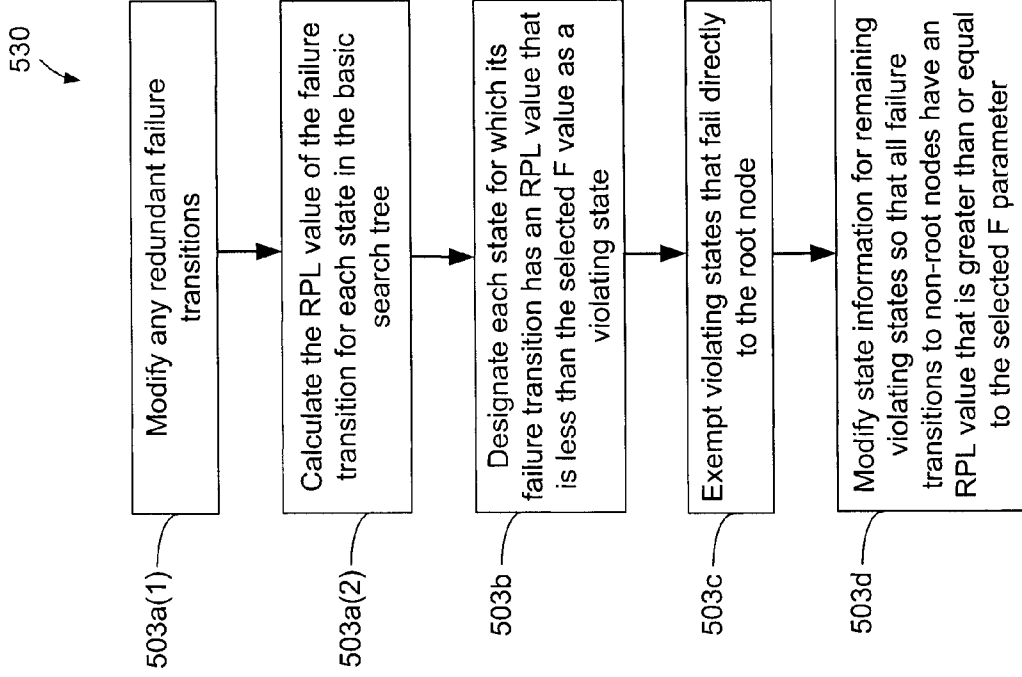 530
503a(1)
Modify any redundant failure
transitions
503a(2)
Calculate the RPL value of the failure
transition for each state in the basic
search tree
503b
Designate each state for which its
failure transition has an RPL value that
is less than the selected F value as a
violating state
503c
Exempt violating states that fail directly
to the root node
503d
Modify state information for remaining
violating states so that all failure
transitions to non-root nodes have an
RPL value that is greater than or equal
to the selected F parameter